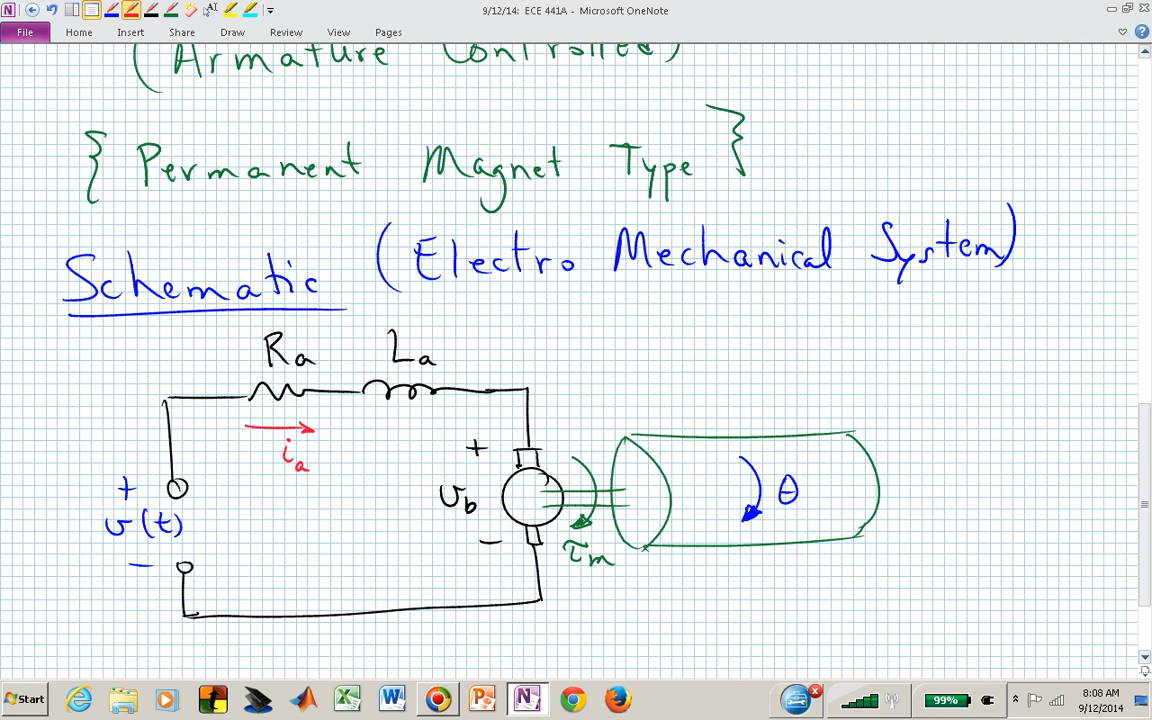 9/12/14: ECE 441A - Microsoft OneNote
File Home Insert Share Draw Review View Pages
(Armature Controlled)
{ Permanent Magnet Type }
Schematic (Electro Mechanical System)
Ra La
ia
+
v(t)
-
+
vb
-
τm
θ
Start
99%
8:08 AM
9/12/2014